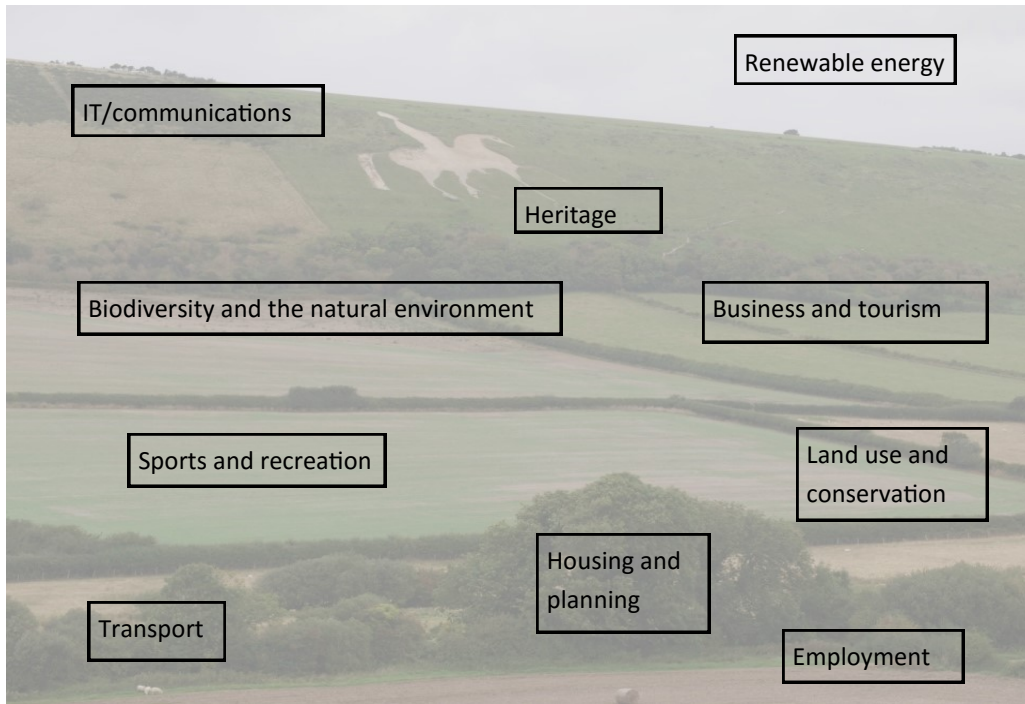 Renewable energy
IT/communications
Heritage
Biodiversity and the natural environment
Business and tourism
Sports and recreation
Land use and
conservation
Housing and
planning
Transport
Employment